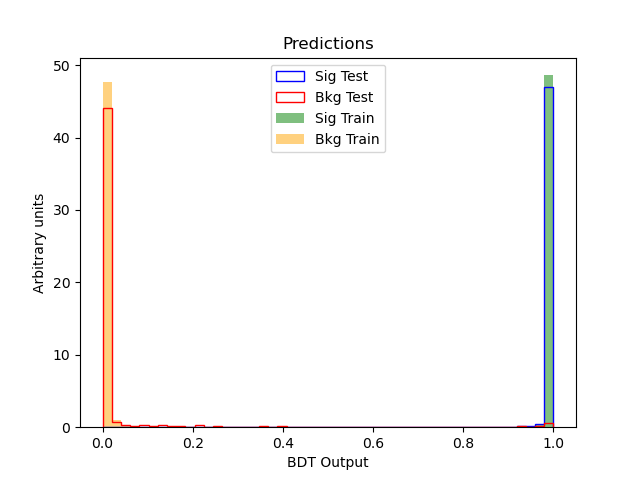 Predictions
50
40
30
20
10
0
Arbitrary units
Sig Test
Bkg Test
Sig Train
Bkg Train
0.0 0.2 0.4 0.6 0.8 1.0
BDT Output